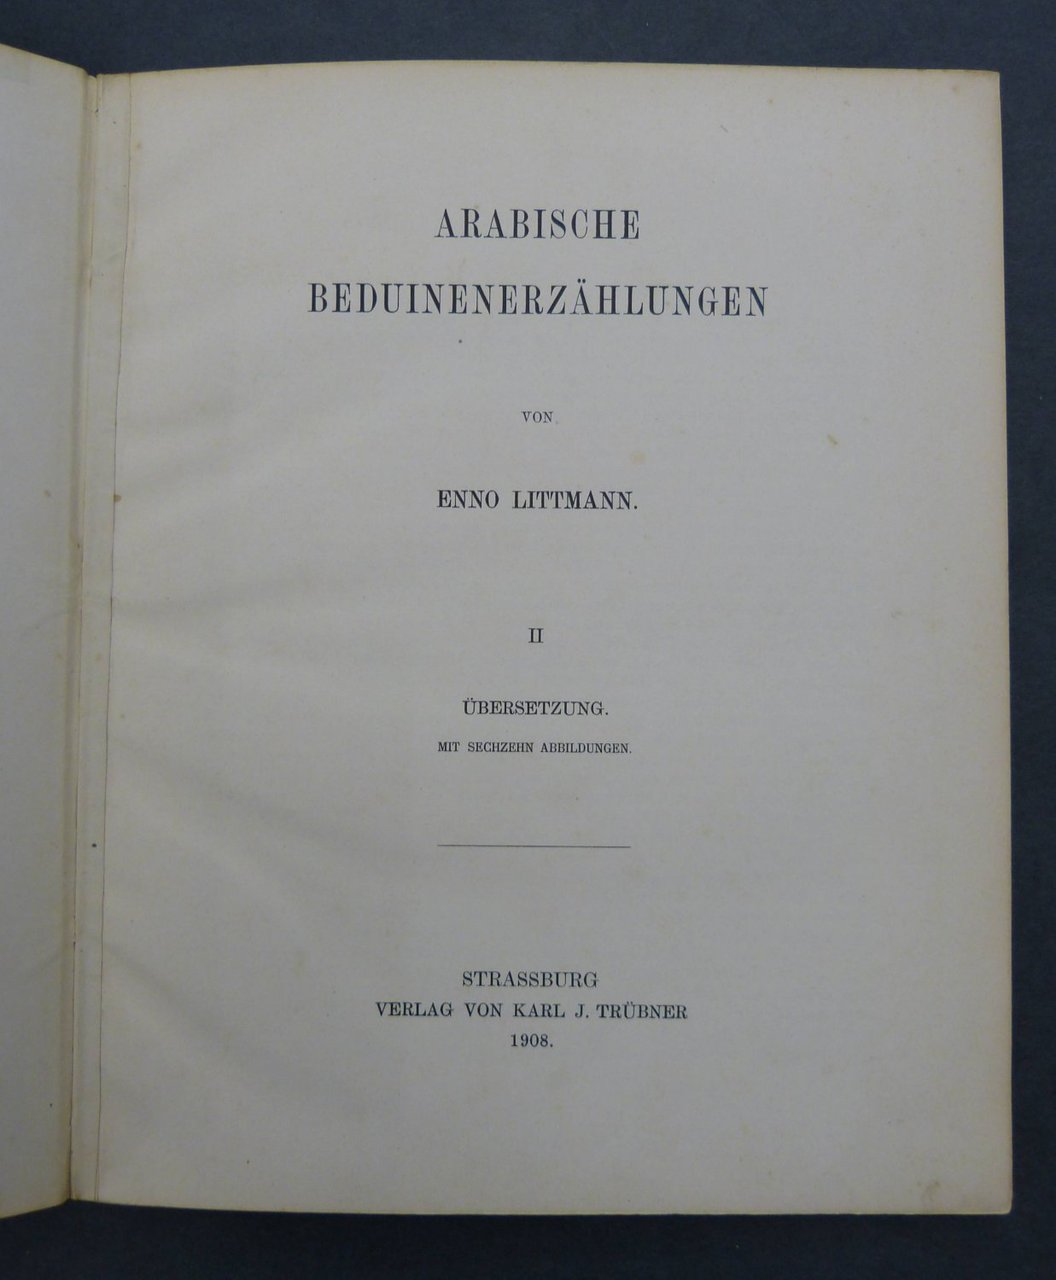 ARABISCHE
BEDUINENERZÄHLUNGEN
VON
ENNO LITTMANN.
II
ÜBERSETZUNG.
MIT SECHZEHN ABBILDUNGEN.
STRASSBURG
VERLAG VON KARL J. TRÜBNER
1908.